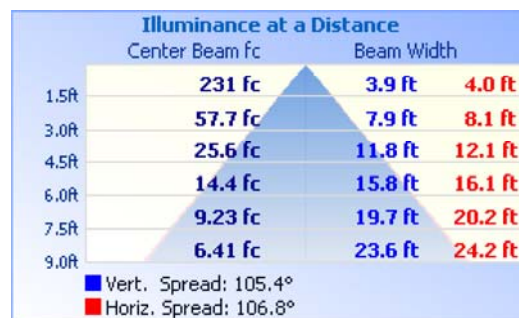 Illuminance at a Distance
Center Beam fc Beam Width
231 fc 3.9 ft 4.0 ft
1.5ft
57.7 fc 7.9 ft 8.1 ft
3.0ft
25.6 fc 11.8 ft 12.1 ft
4.5ft
14.4 fc 15.8 ft 16.1 ft
6.0ft
9.23 fc 19.7 ft 20.2 ft
7.5ft
6.41 fc 23.6 ft 24.2 ft
9.0ft
Vert. Spread: 105.4°
Horiz. Spread: 106.8°